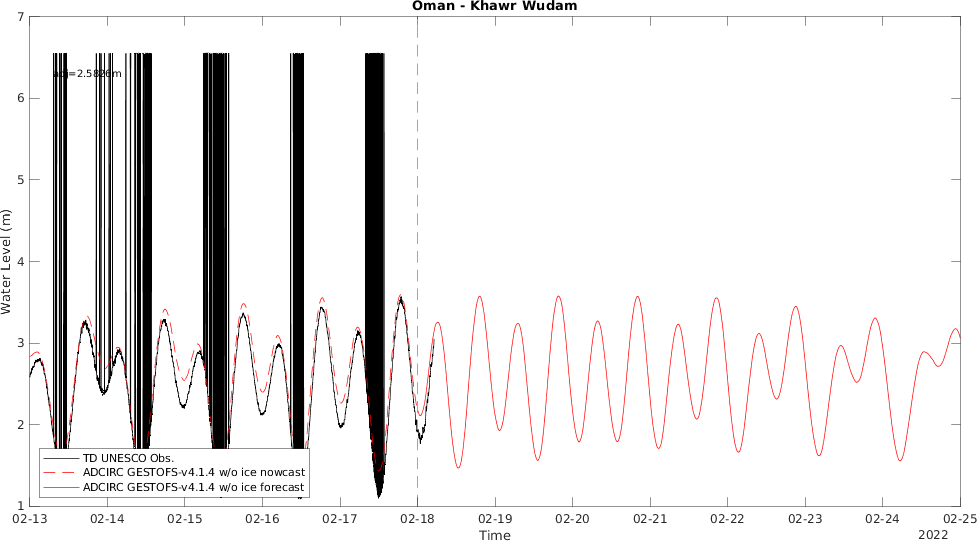 Oman - Khawr Wudam
7
6
5
4
3
2
1
Water Level (m)
adj=2.5826m
TD UNESCO Obs.
ADCIRC GESTOFS-v4.1.4 w/o ice nowcast
ADCIRC GESTOFS-v4.1.4 w/o ice forecast
02-13 02-14 02-15 02-16 02-17 02-18 02-19 02-20 02-21 02-22 02-23 02-24 02-25
Time
2022